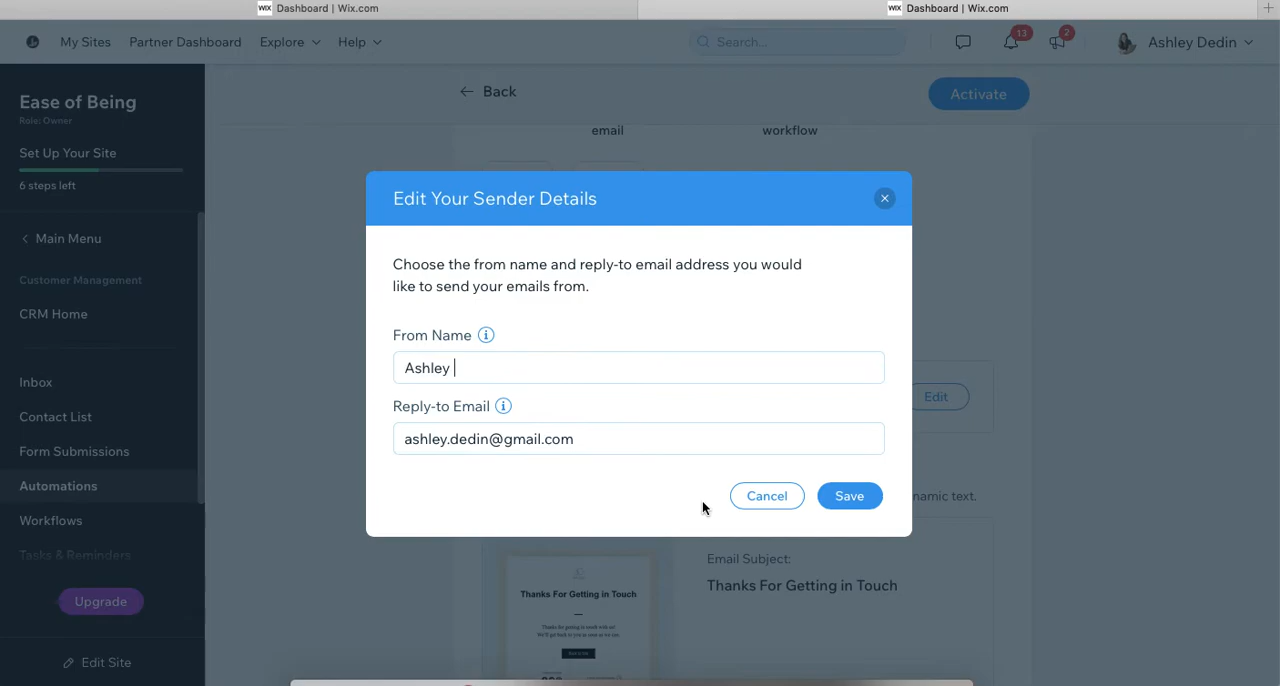 WIX Dashboard | Wix.com
WIX Dashboard | Wix.com
My Sites Partner Dashboard Explore Help Search... 13 2 Ashley Dedin
Ease of Being
Role: Owner
Set Up Your Site
6 steps left
Main Menu
Customer Management
CRM Home
Inbox
Contact List
Form Submissions
Automations
Workflows
Tasks & Reminders
Upgrade
Edit Site
Back
Activate
email workflow
Edit Your Sender Details
Choose the from name and reply-to email address you would
like to send your emails from.
From Name
Ashley
Reply-to Email
ashley.dedin@gmail.com
Cancel Save
Edit
namic text.
Email Subject:
Thanks For Getting in Touch
Thanks For Getting in Touch